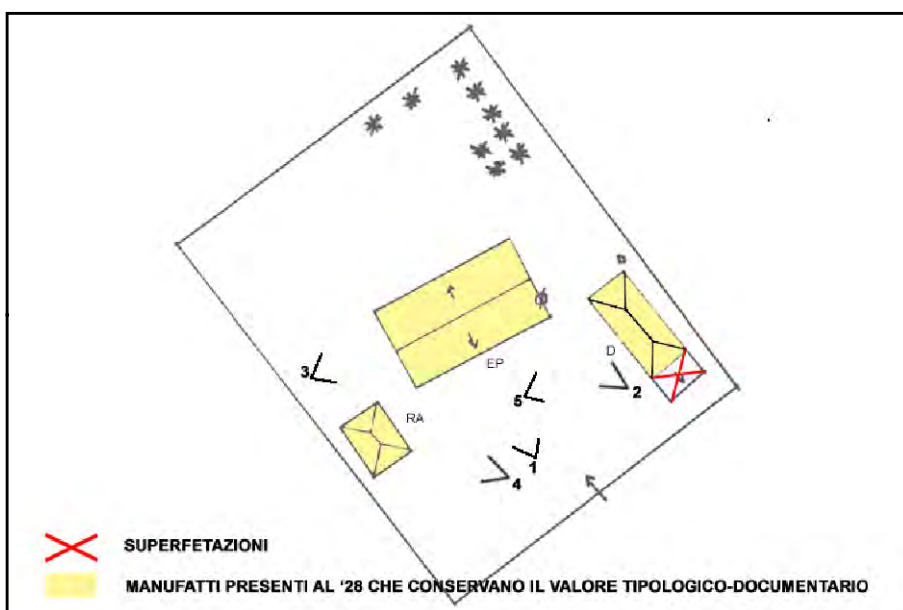 D
EP
2
3
5
RA
1
4
SUPERFETAZIONI
MANUFATTI PRESENTI AL '28 CHE CONSERVANO IL VALORE TIPOLOGICO-DOCUMENTARIO